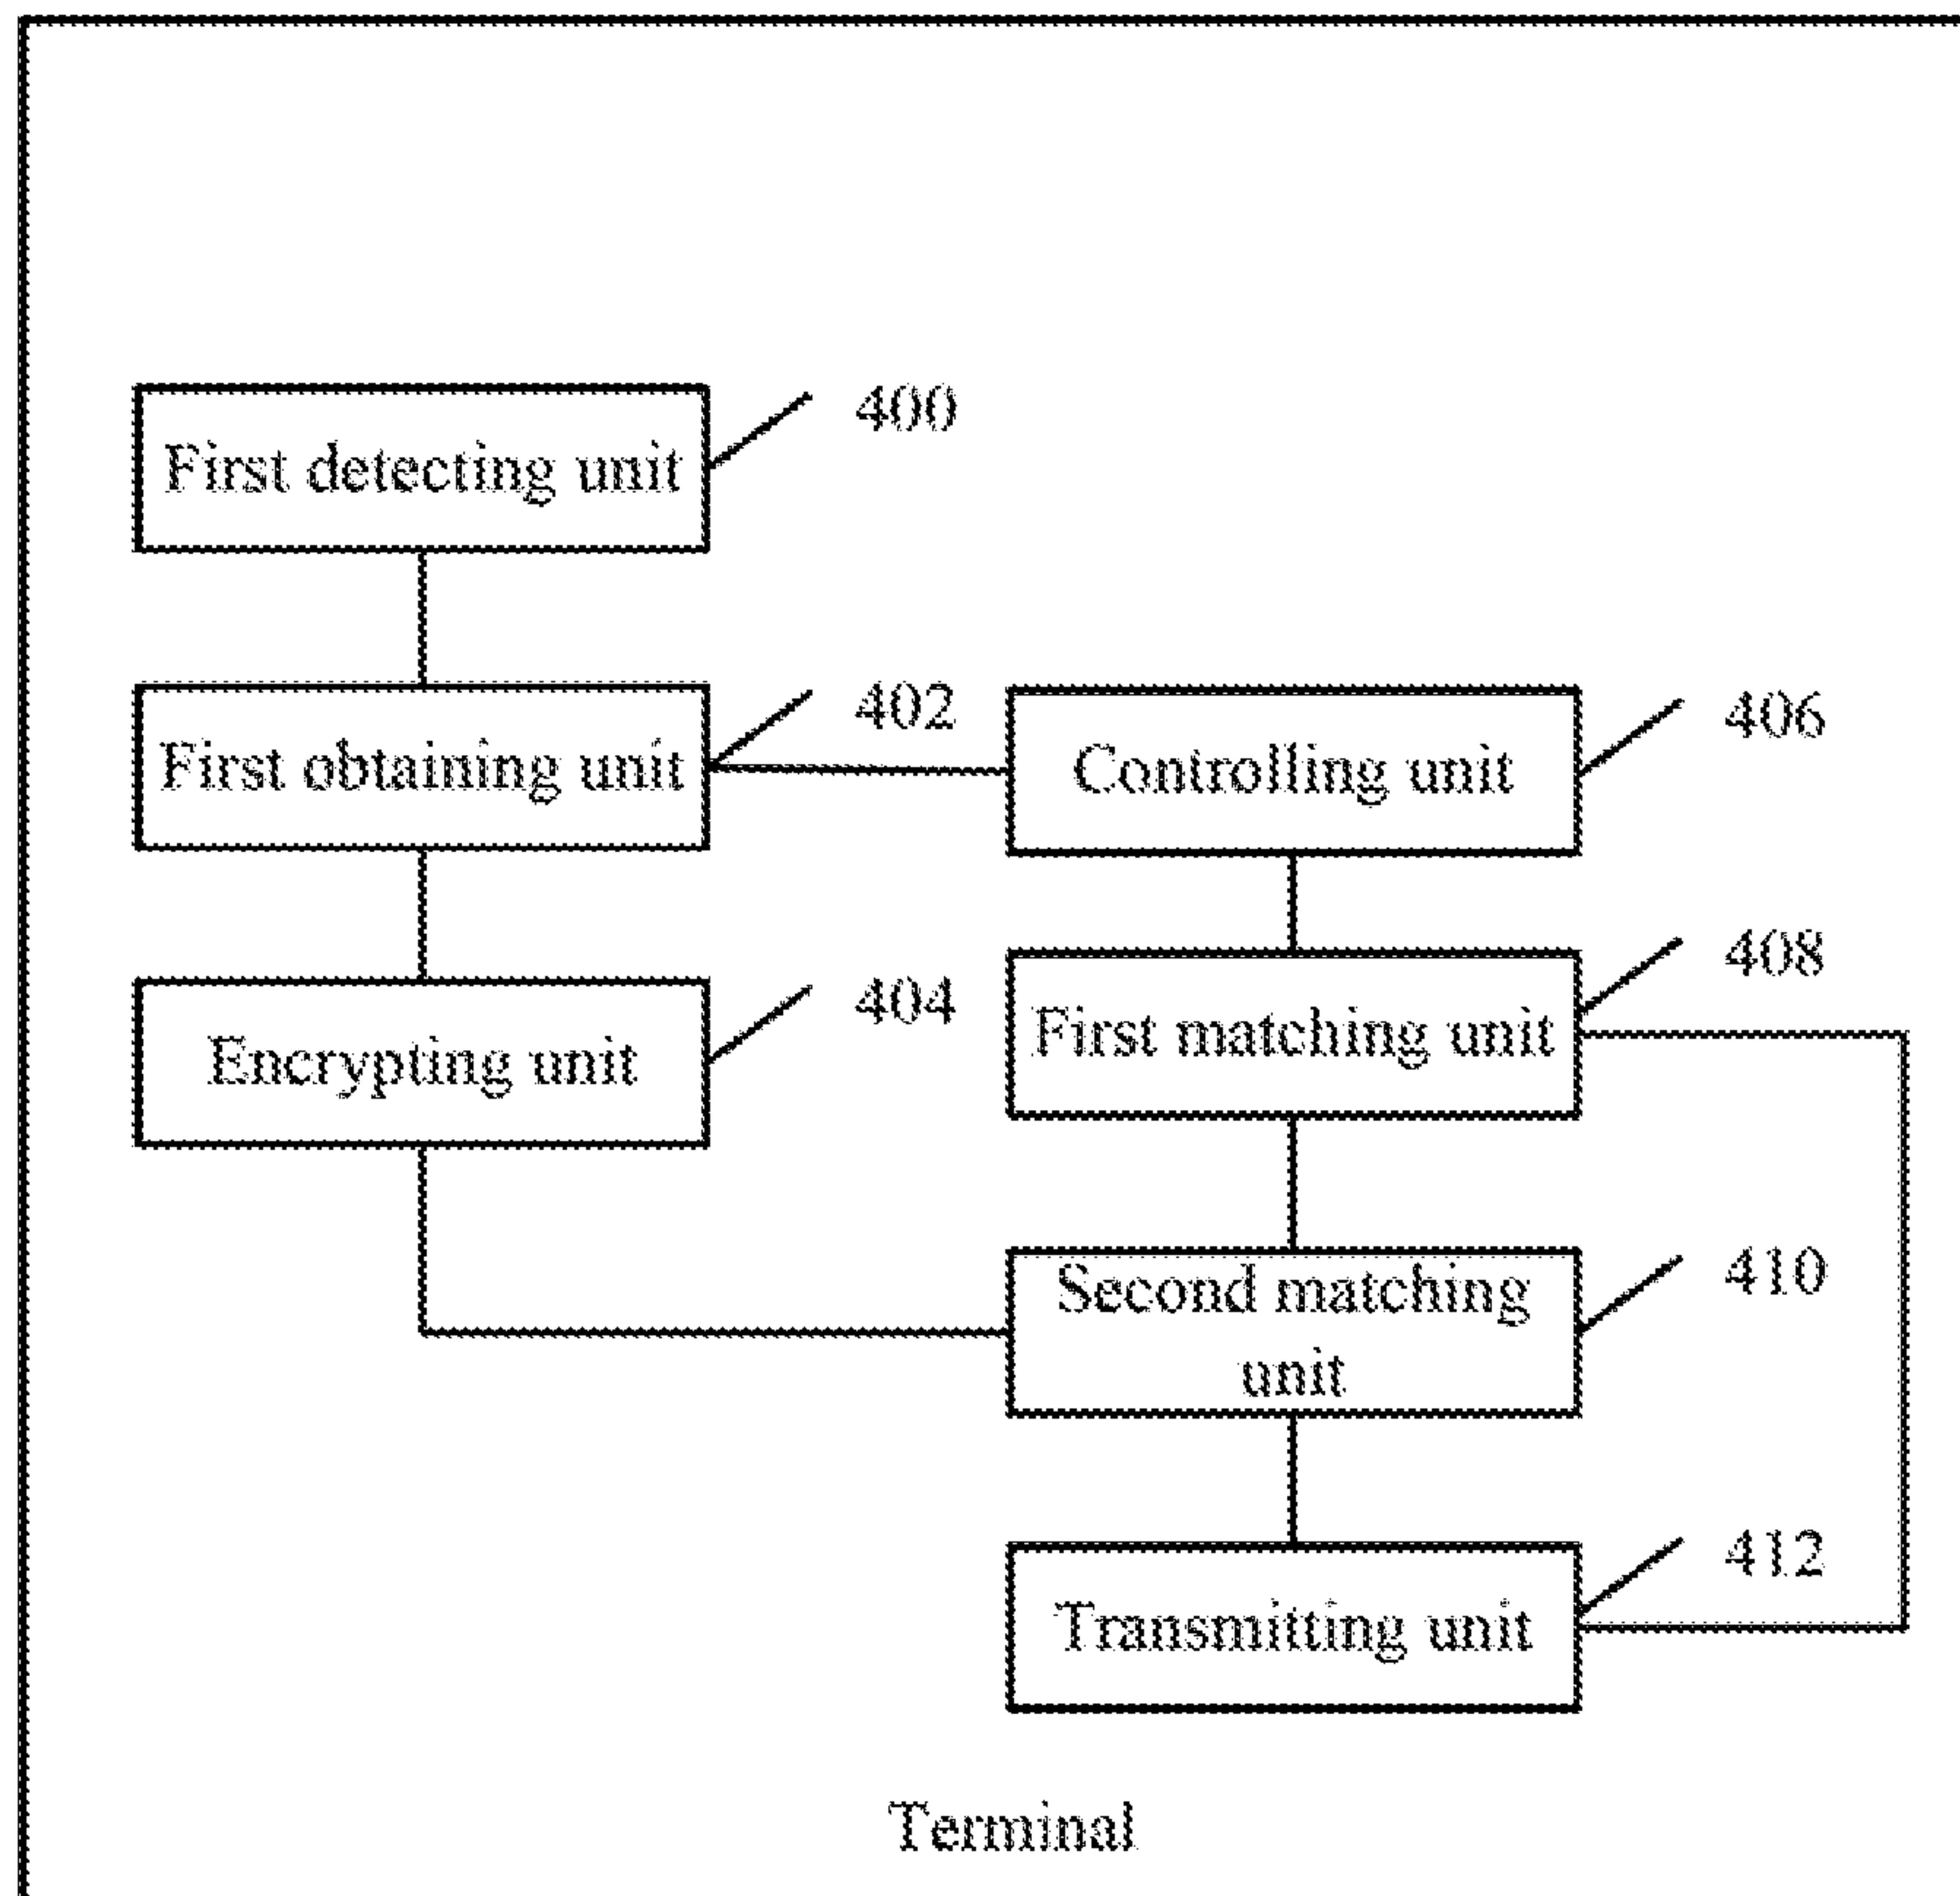 First detecting unit
400
First obtaining unit
402
Encrypting unit
404
Controlling unit
406
First matching unit
408
Second matching
unit
410
Transmitting unit
412
Terminal